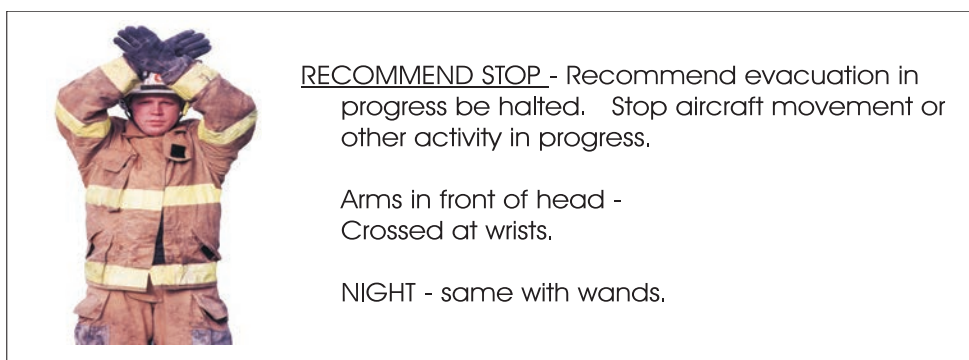 RECOMMEND STOP - Recommend evacuation in
progress be halted. Stop aircraft movement or
other activity in progress.
Arms in front of head -
Crossed at wrists.
NIGHT - same with wands.